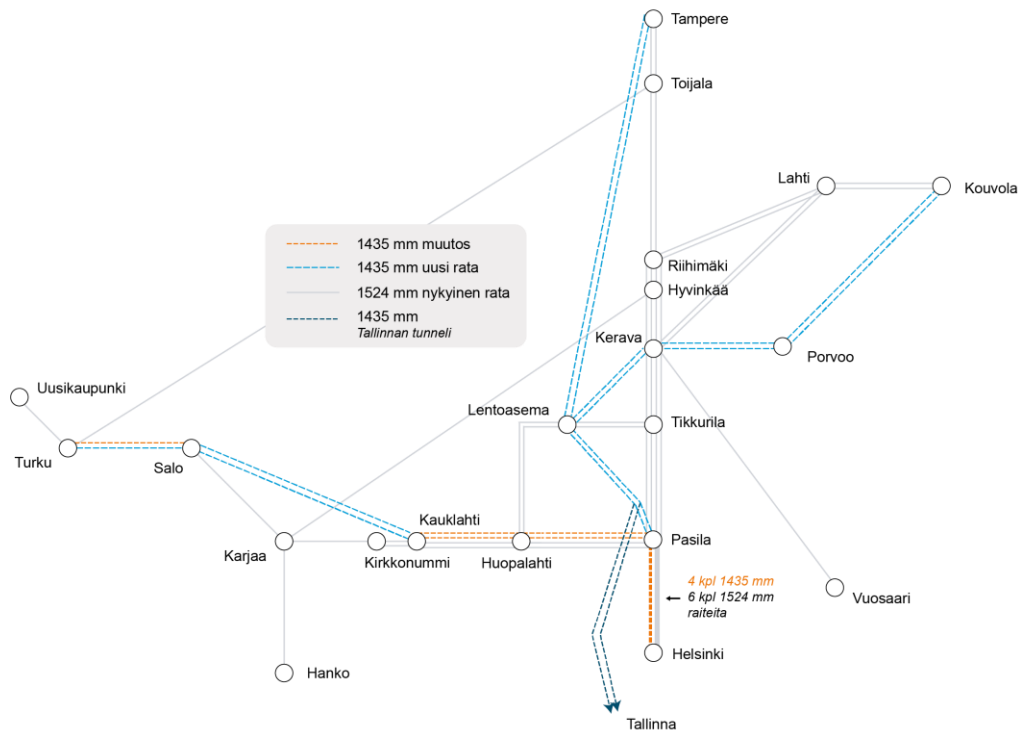 Tampere
Toijala
Lahti
Kouvola
1435 mm muutos
1435 mm uusi rata
1524 mm nykyinen rata
1435 mm
Tallinnan tunneli
Riihimäki
Hyvinkää
Kerava
Porvoo
Uusikaupunki
Lentoasema
Tikkurila
Turku
Salo
Kauklahti
Karjaa
Kirkkonummi
Huopalahti
Pasila
4 kpl 1435 mm
6 kpl 1524 mm
raiteita
Vuosaari
Helsinki
Hanko
Tallinna